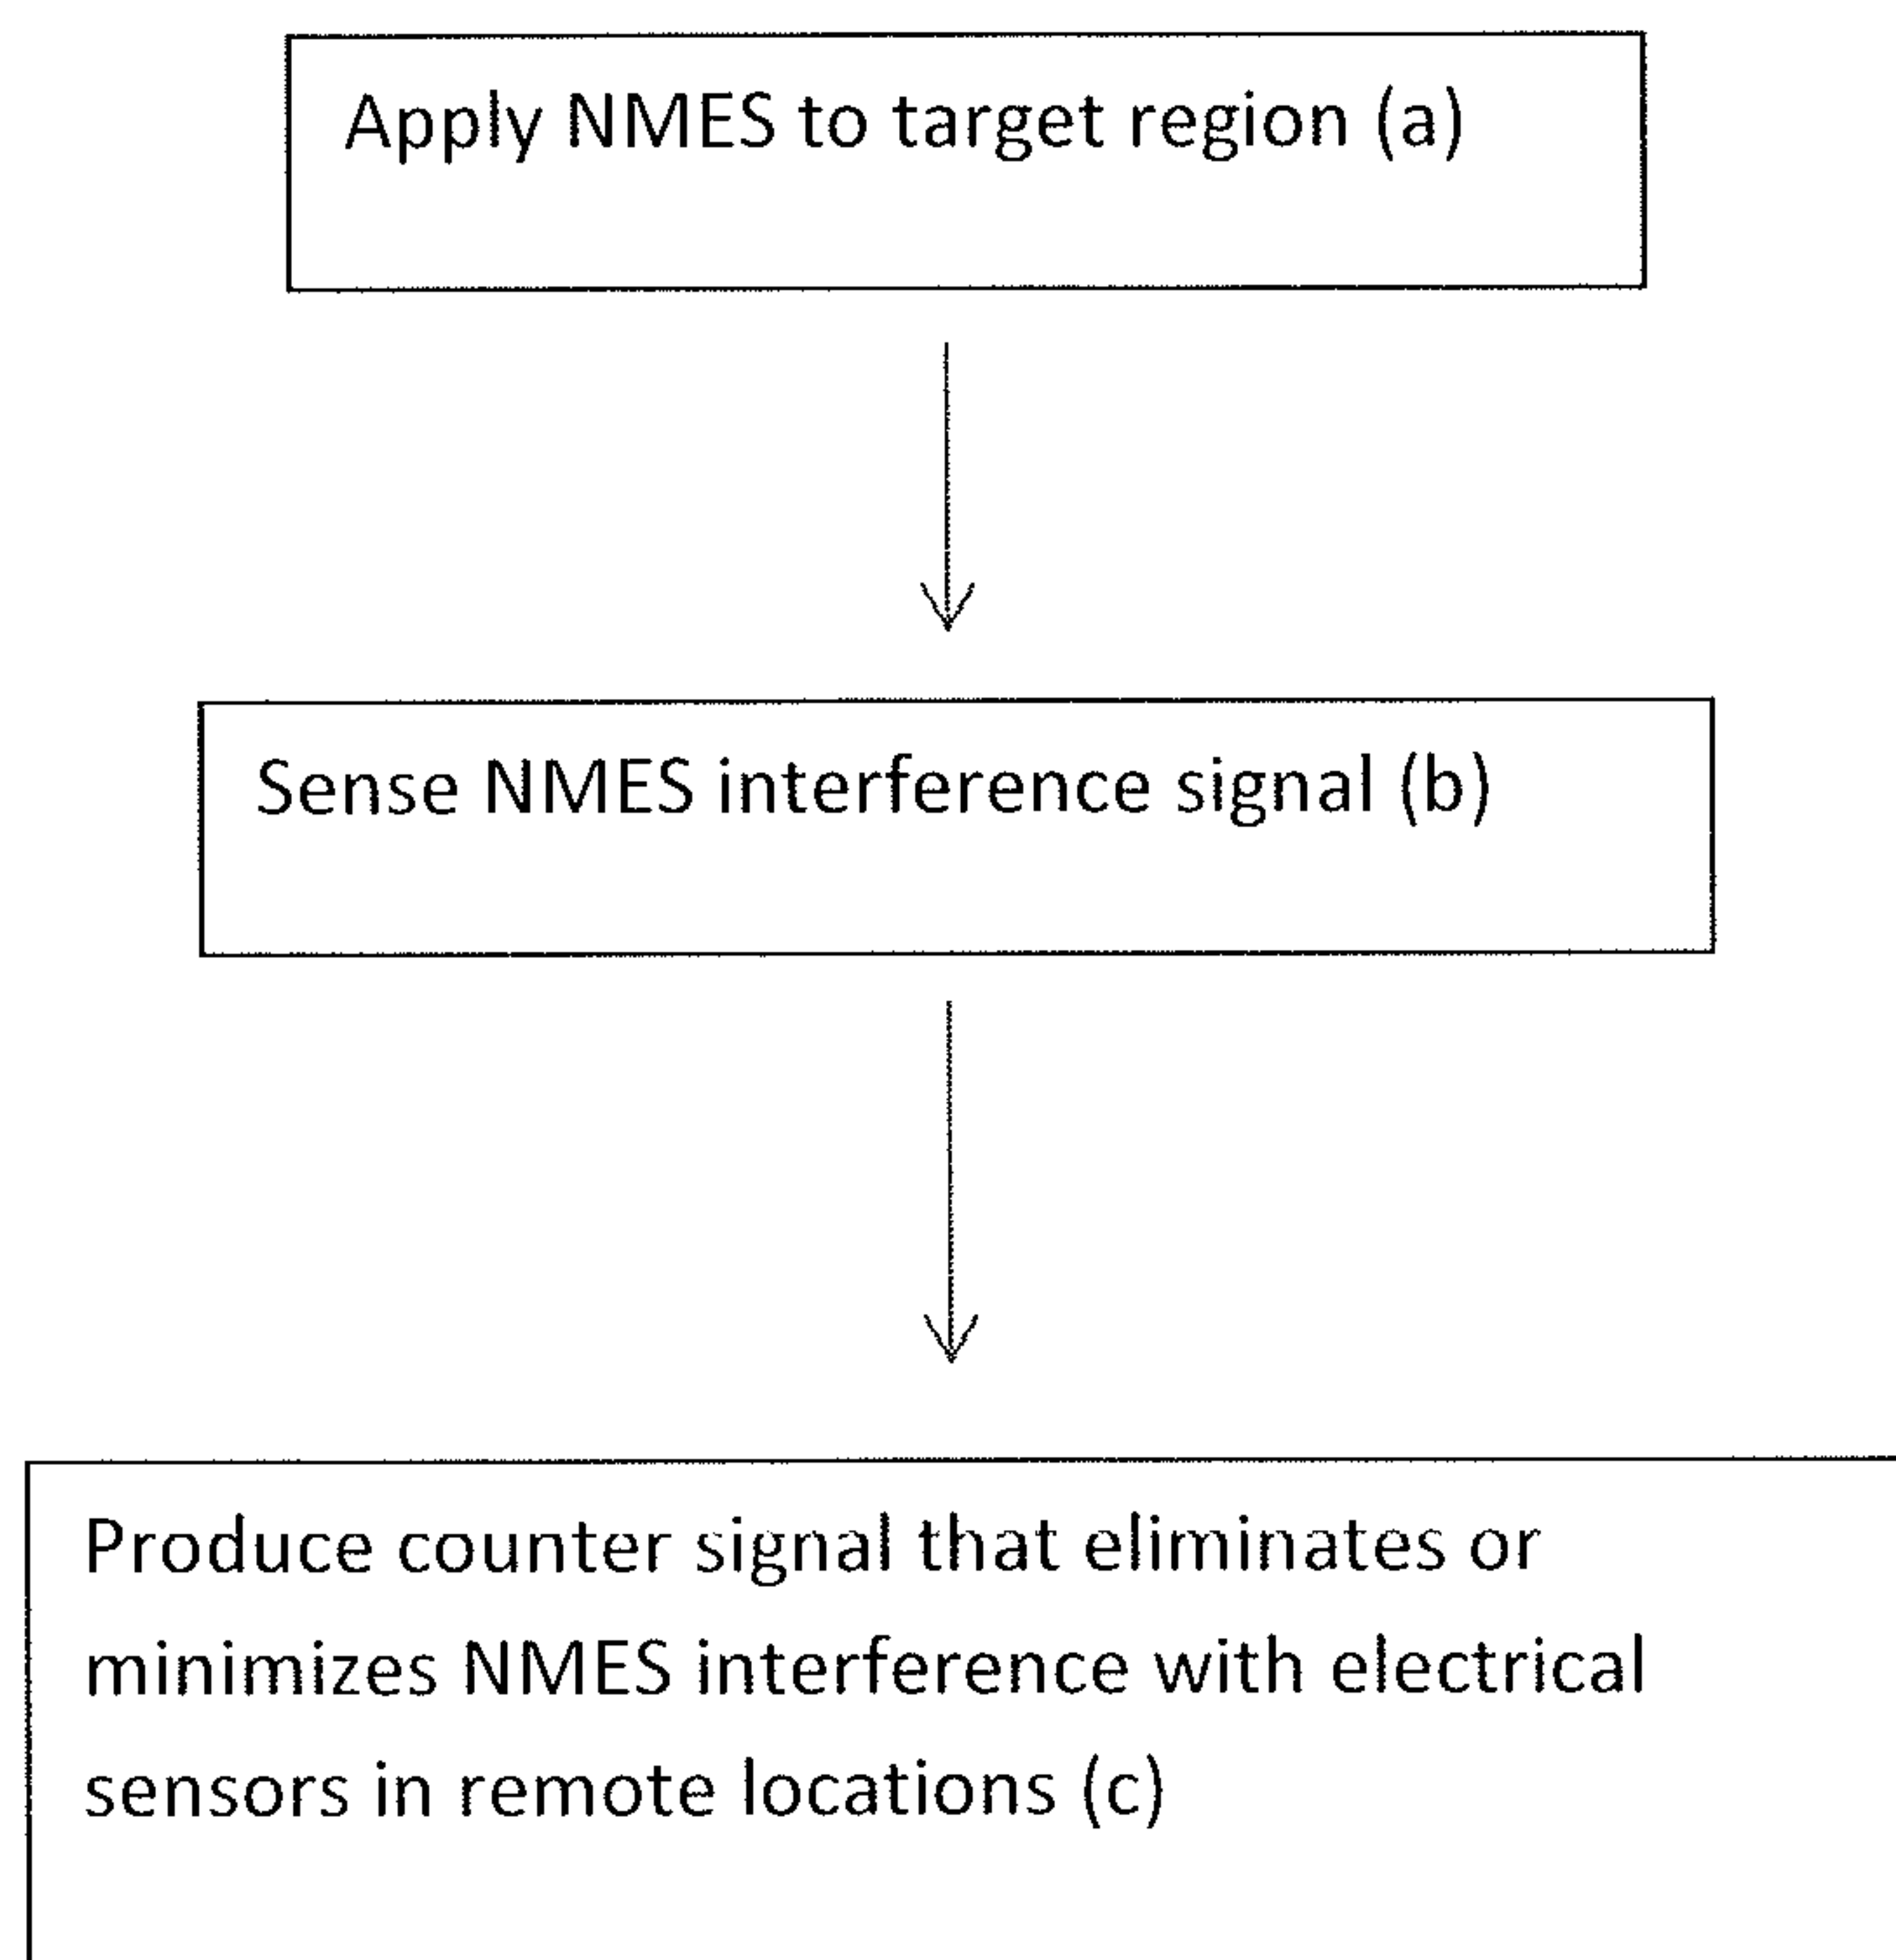 Apply NMES to target region (a)
Sense NMES interference signal (b)
Produce counter signal that eliminates or
minimizes NMES interference with electrical
sensors in remote locations (c)